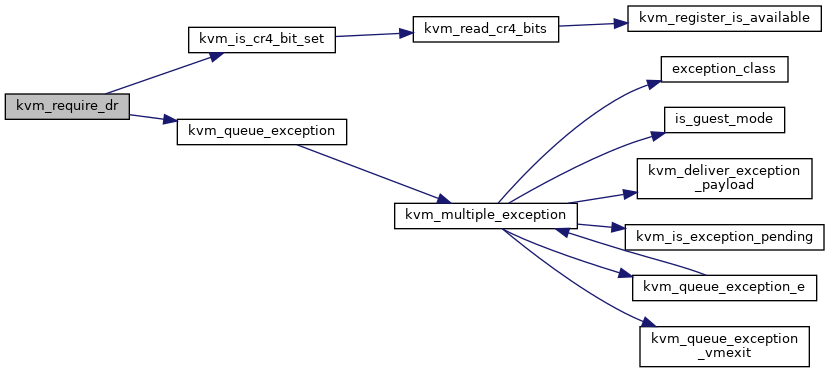 kvm_require_dr
kvm_is_cr4_bit_set
kvm_read_cr4_bits
kvm_register_is_available
kvm_queue_exception
kvm_multiple_exception
exception_class
is_guest_mode
kvm_deliver_exception
_payload
kvm_is_exception_pending
kvm_queue_exception_e
kvm_queue_exception
_vmexit